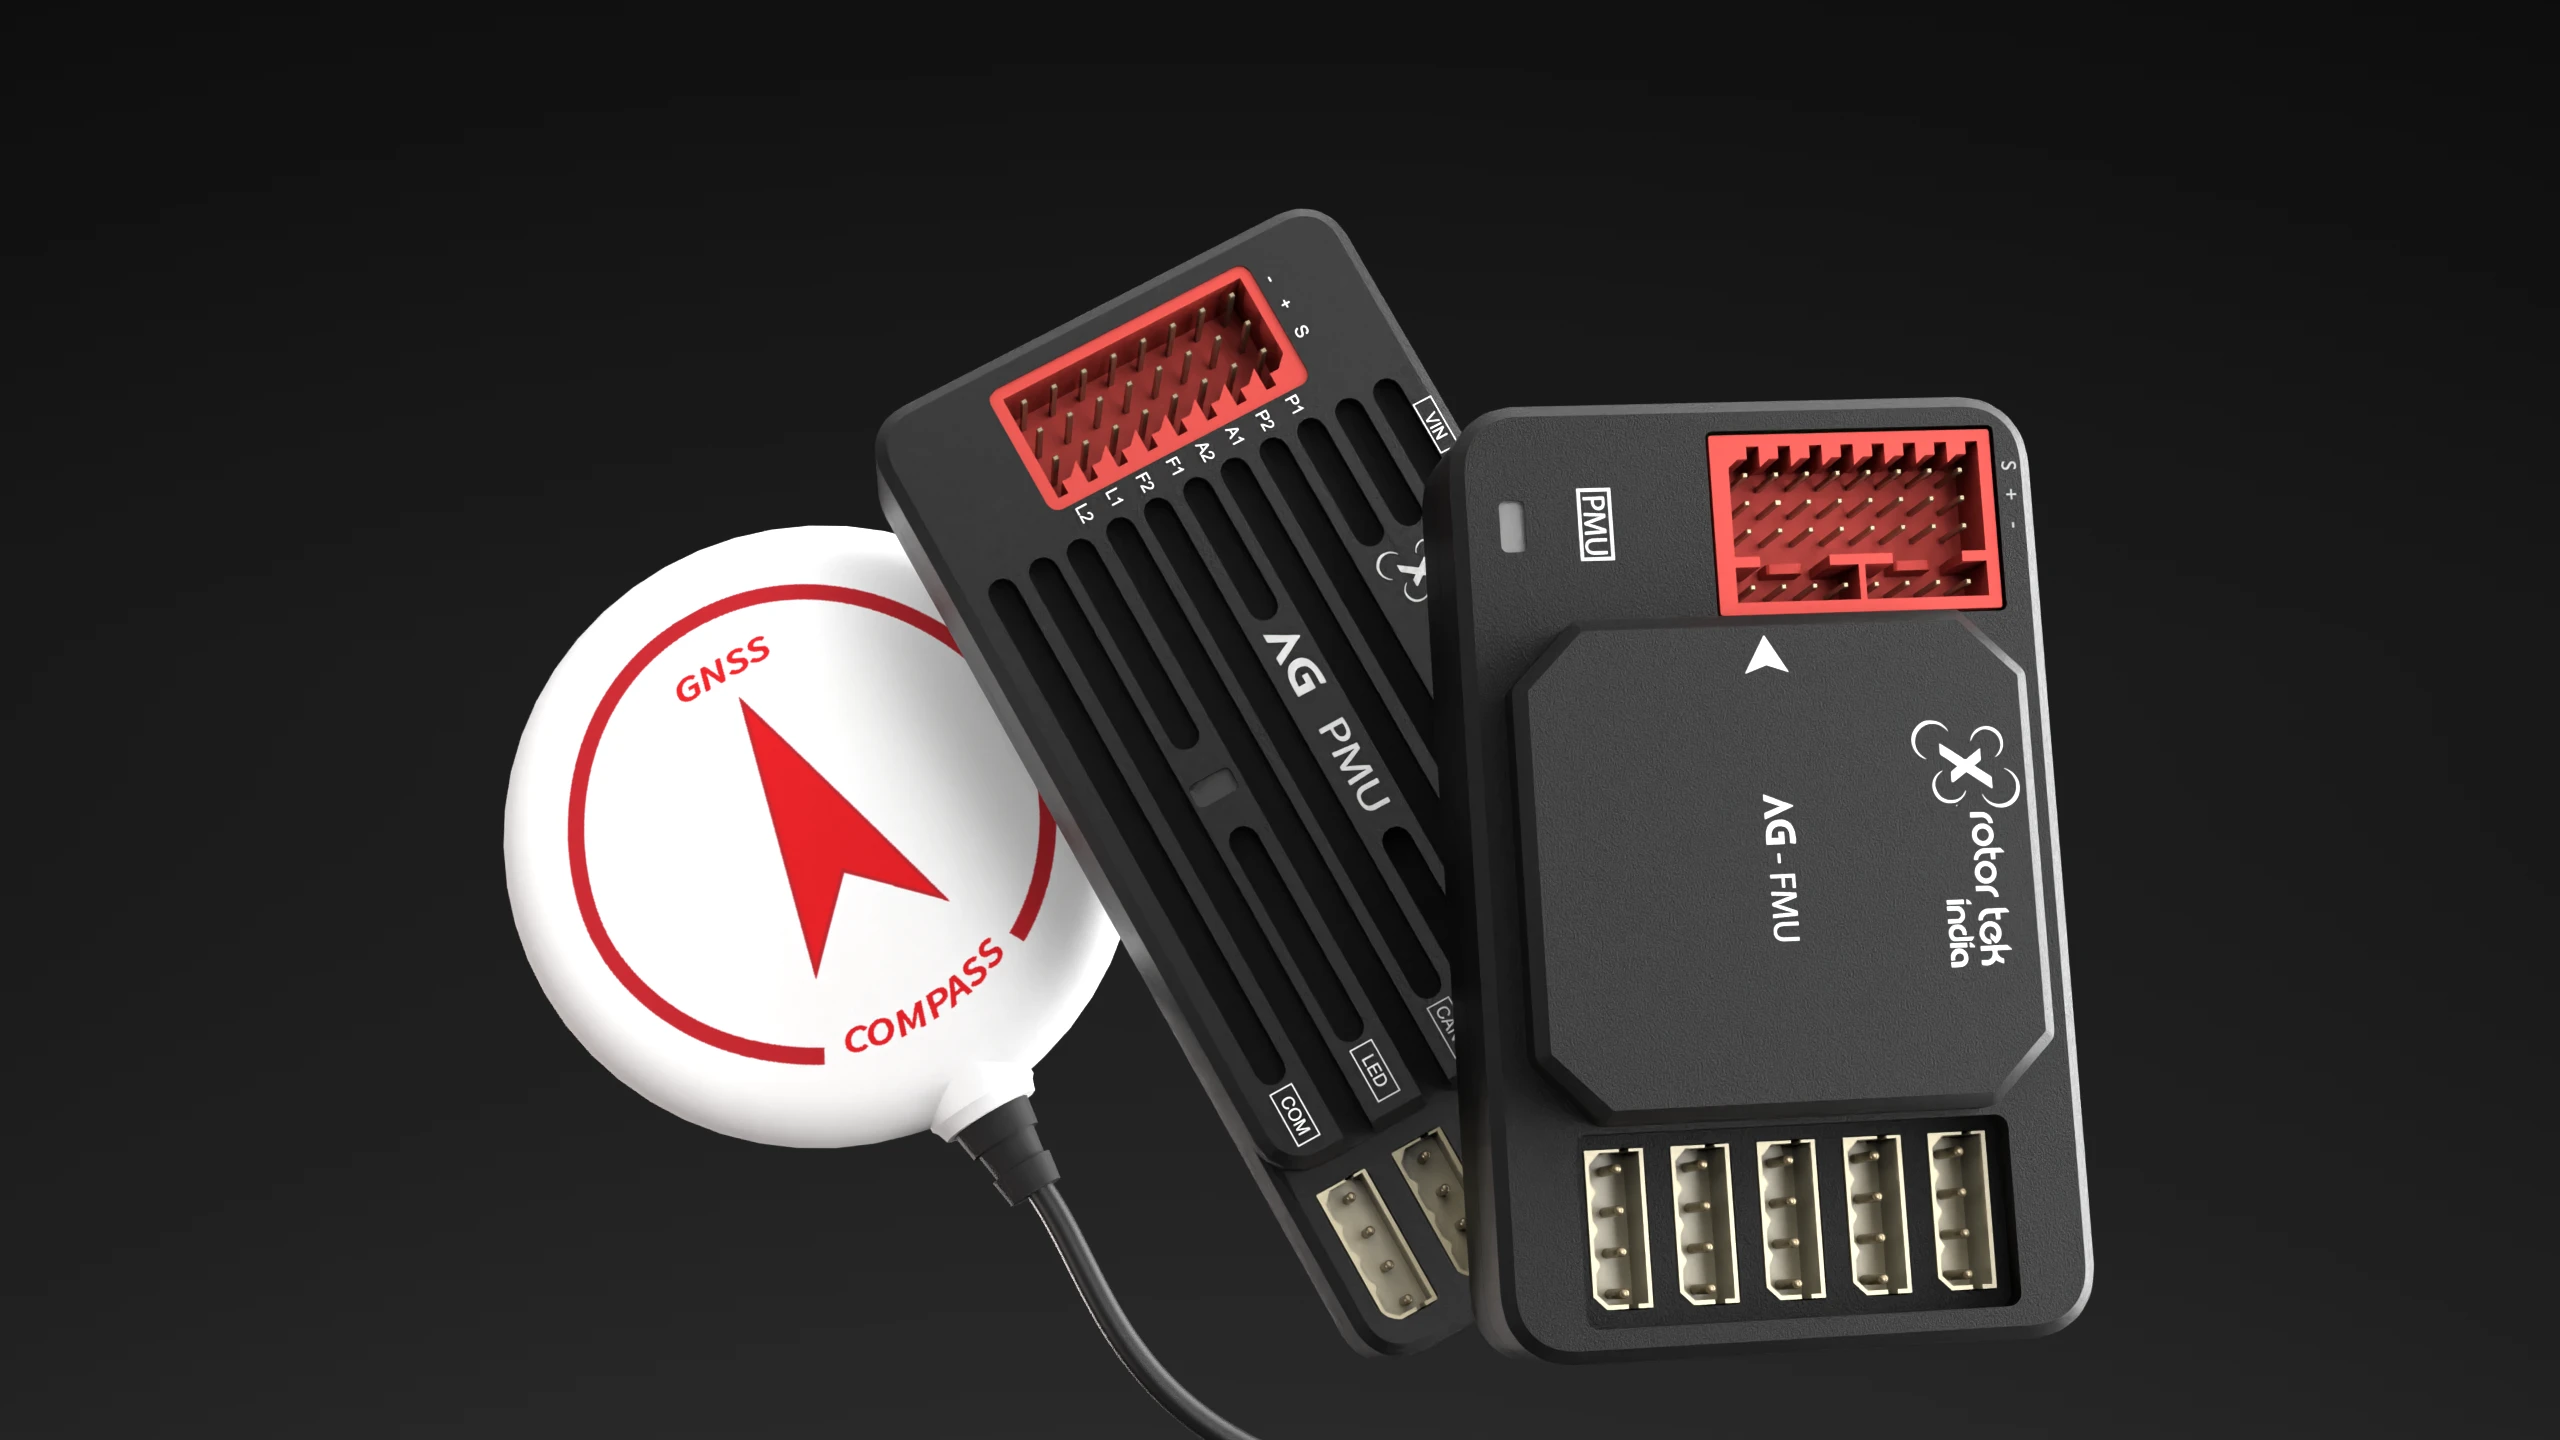 GNSS
COMPASS
- + S
P1
P2
A1
A2
F1
F2
L1
L2
VIN
X
AG PMU
LED
COM
PMU
S + -
X
rotor tek
india
AG-FMU